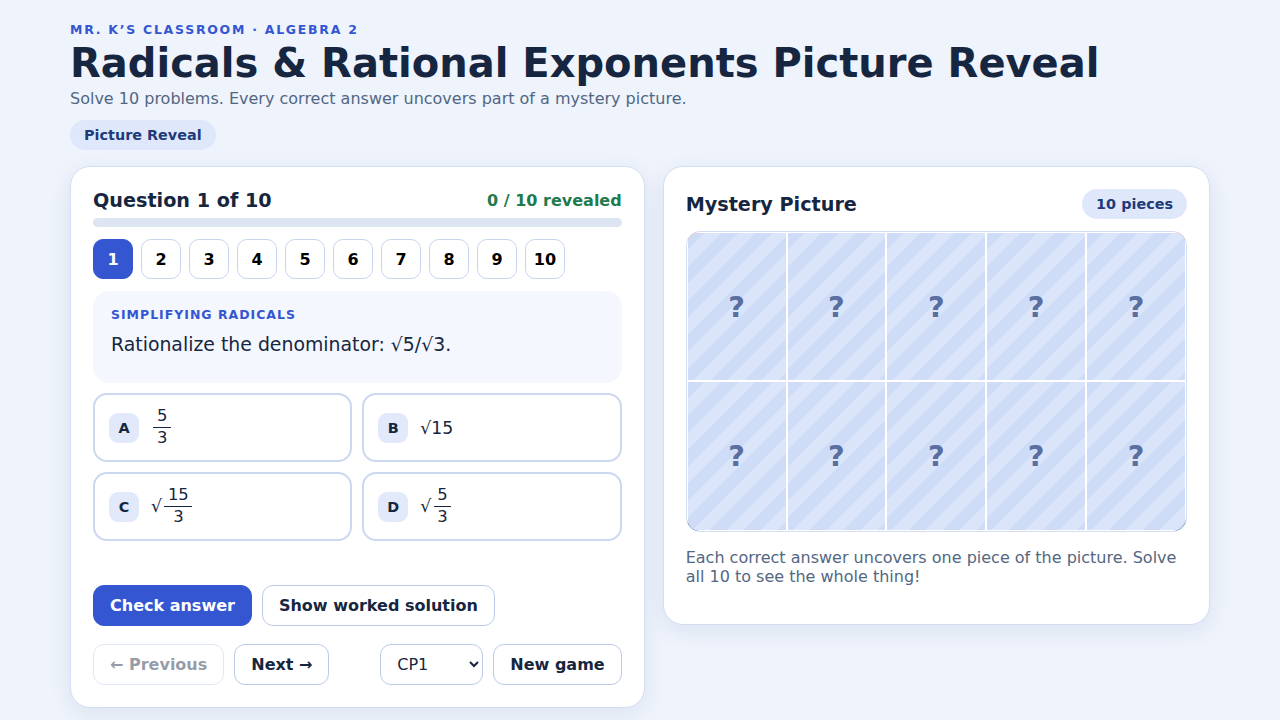 MR. K’S CLASSROOM · ALGEBRA 2
Radicals & Rational Exponents Picture Reveal
Solve 10 problems. Every correct answer uncovers part of a mystery picture.
Picture Reveal
Question 1 of 10
0 / 10 revealed
1 2 3 4 5 6 7 8 9 10
SIMPLIFYING RADICALS
Rationalize the denominator: √5/√3.
A 5/3
B √15
C √15/3
D √5/3
Check answer
Show worked solution
← Previous
Next →
CP1
New game
Mystery Picture
10 pieces
? ? ? ? ?
? ? ? ? ?
Each correct answer uncovers one piece of the picture. Solve
all 10 to see the whole thing!